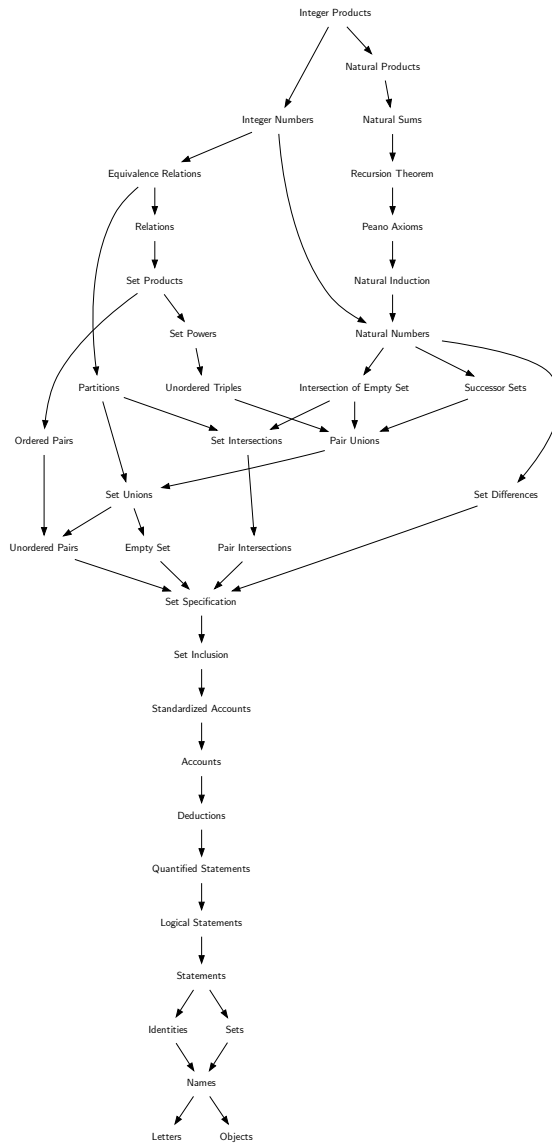 Integer Products
Natural Products
Integer Numbers
Natural Sums
Equivalence Relations
Recursion Theorem
Relations
Peano Axioms
Set Products
Natural Induction
Set Powers
Natural Numbers
Partitions
Unordered Triples
Intersection of Empty Set
Successor Sets
Ordered Pairs
Set Intersections
Pair Unions
Set Unions
Set Differences
Unordered Pairs
Empty Set
Pair Intersections
Set Specification
Set Inclusion
Standardized Accounts
Accounts
Deductions
Quantified Statements
Logical Statements
Statements
Identities
Sets
Names
Letters
Objects